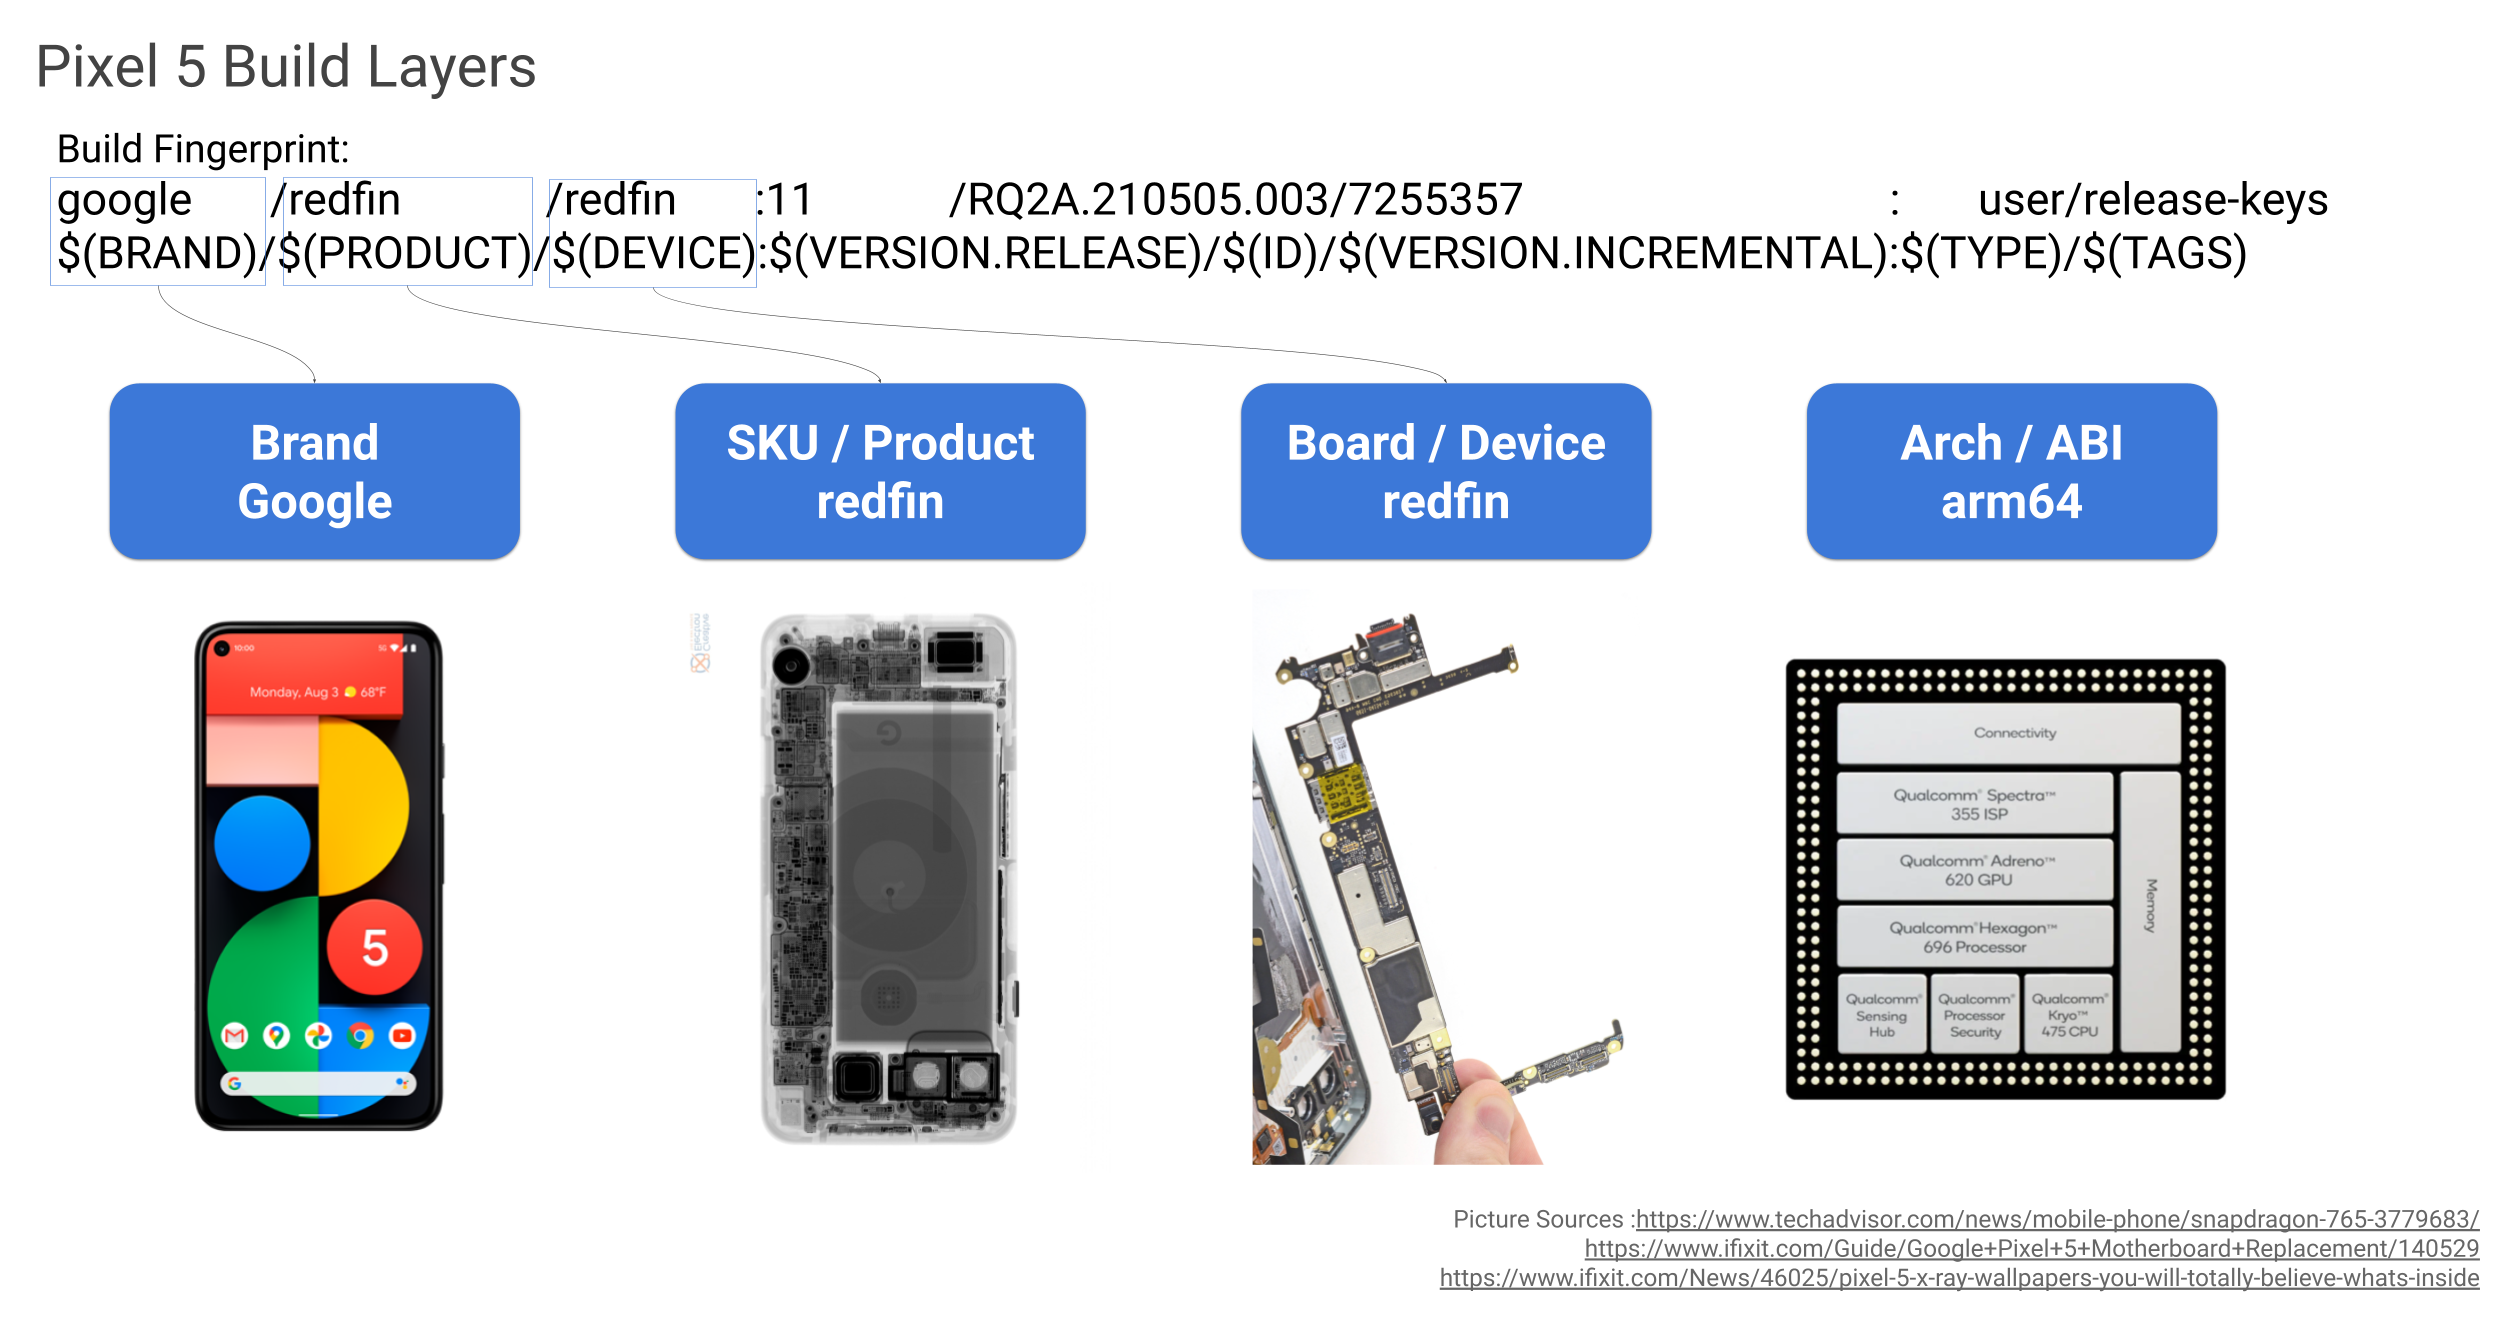 Pixel 5 Build Layers
Build Fingerprint:
google /redfin /redfin :11 /RQ2A.210505.003/7255357 : user/release-keys
$(BRAND)/$(PRODUCT)/$(DEVICE):$(VERSION.RELEASE)/$(ID)/$(VERSION.INCREMENTAL):$(TYPE)/$(TAGS)
Brand
Google
SKU / Product
redfin
Board / Device
redfin
Arch / ABI
arm64
10:00
5G
Monday, Aug 3 68°F
5
G
Electron
Creative
Connectivity
Qualcomm® Spectra™
355 ISP
Qualcomm® Adreno™
620 GPU
Qualcomm® Hexagon™
696 Processor
Qualcomm®
Sensing
Hub
Qualcomm®
Processor
Security
Qualcomm®
Kryo™
475 CPU
Memory
Picture Sources :https://www.techadvisor.com/news/mobile-phone/snapdragon-765-3779683/
https://www.ifixit.com/Guide/Google+Pixel+5+Motherboard+Replacement/140529
https://www.ifixit.com/News/46025/pixel-5-x-ray-wallpapers-you-will-totally-believe-whats-inside